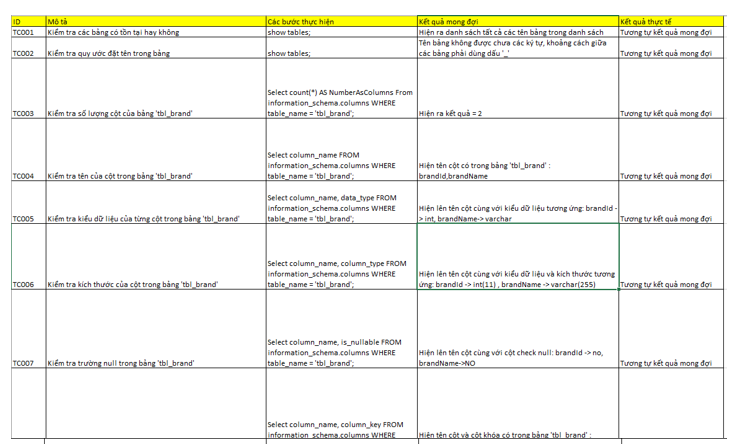 ID Mô tả Các bước thực hiện Kết quả mong đợi Kết quả thực tế
TC001 Kiểm tra các bảng có tồn tại hay không show tables; Hiện ra danh sách tất cả các tên bảng trong danh sách Tương tự kết quả mong đợi
Tên bảng không được chưa các ký tự, khoảng cách giữa
TC002 Kiểm tra quy ước đặt tên trong bảng show tables; các bảng phải dùng dấu '_' Tương tự kết quả mong đợi
Select count(*) AS NumberAsColumns From
information_schema.columns WHERE
TC003 Kiểm tra số lượng cột của bảng 'tbl_brand' table_name = 'tbl_brand'; Hiện ra kết quả = 2 Tương tự kết quả mong đợi
Select column_name FROM
information_schema.columns WHERE Hiện tên cột có trong bảng 'tbl_brand' :
TC004 Kiểm tra tên của cột trong bảng 'tbl_brand' table_name = 'tbl_brand'; brandId,brandName Tương tự kết quả mong đợi
Select column_name, data_type FROM
information_schema.columns WHERE Hiện lên tên cột cùng với kiểu dữ liệu tương ứng: brandId -
TC005 Kiểm tra kiểu dữ liệu của từng cột trong bảng 'tbl_brand' table_name = 'tbl_brand'; > int, brandName-> varchar Tương tự kết quả mong đợi
Select column_name, column_type FROM
information_schema.columns WHERE Hiện lên tên cột cùng với kiểu dữ liệu và kích thước tương
TC006 Kiểm tra kích thước của cột trong bảng 'tbl_brand' table_name = 'tbl_brand'; ứng: brandId -> int(11) , brandName -> varchar(255) Tương tự kết quả mong đợi
Select column_name, is_nullable FROM
information_schema.columns WHERE Hiện lên tên cột cùng với cột check null: brandId -> no,
TC007 Kiểm tra trường null trong bảng 'tbl_brand' table_name = 'tbl_brand'; brandName->NO Tương tự kết quả mong đợi
Select column_name, column_key FROM
information_schema.columns WHERE Hiện tên cột và cột khóa có trong bảng 'tbl_brand' :